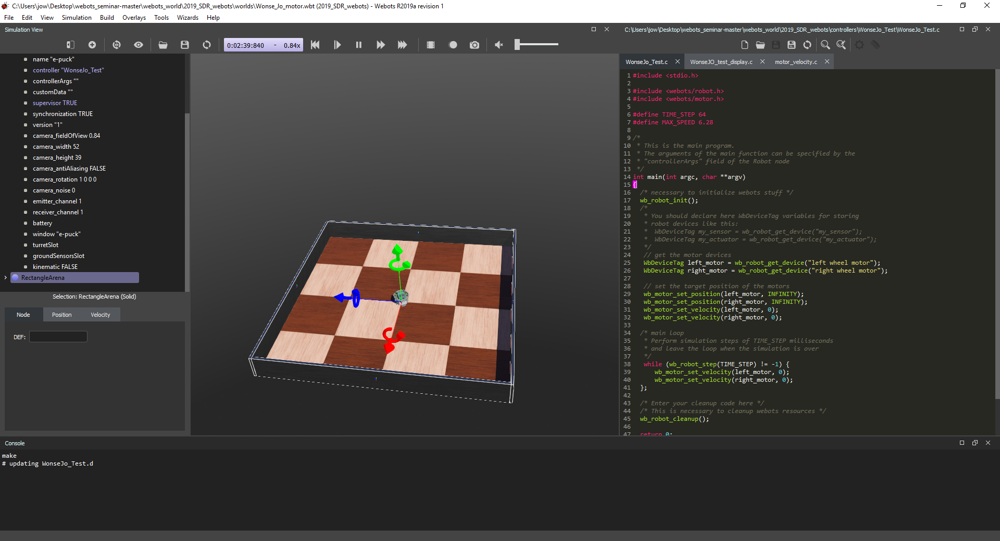 C:\Users\jow\Desktop\webots_seminar-master\webots_world\2019_SDR_webots\worlds\Wonse_Jo_motor.wbt (2019_SDR_webots) - Webots R2019a revision 1
File Edit View Simulation Build Overlays Tools Wizards Help
Simulation View
0:02:39:840 - 0.84x
name "e-puck"
controller "WonseJo_Test"
controllerArgs ""
customData ""
supervisor TRUE
synchronization TRUE
version "1"
camera_fieldOfView 0.84
camera_width 52
camera_height 39
camera_antiAliasing FALSE
camera_rotation 1 0 0 0
camera_noise 0
emitter_channel 1
receiver_channel 1
battery
window "e-puck"
turretSlot
groundSensorsSlot
kinematic FALSE
RectangleArena
Selection: RectangleArena (Solid)
Node Position Velocity
DEF:
C:\Users\jow\Desktop\webots_seminar-master\webots_world\2019_SDR_webots\controllers\WonseJo_Test\WonseJo_Test.c
WonseJo_Test.c WonseJO_test_display.c motor_velocity.c
1 #include <stdio.h>
2
3 #include <webots/robot.h>
4 #include <webots/motor.h>
5
6 #define TIME_STEP 64
7 #define MAX_SPEED 6.28
8
9 /*
10 * This is the main program.
11 * The arguments of the main function can be specified by the
12 * "controllerArgs" field of the Robot node
13 */
14 int main(int argc, char **argv)
15 {
16 /* necessary to initialize webots stuff */
17 wb_robot_init();
18 /*
19 * You should declare here WbDeviceTag variables for storing
20 * robot devices like this:
21 * WbDeviceTag my_sensor = wb_robot_get_device("my_sensor");
22 * WbDeviceTag my_actuator = wb_robot_get_device("my_actuator");
23 */
24 // get the motor devices
25 WbDeviceTag left_motor = wb_robot_get_device("left wheel motor");
26 WbDeviceTag right_motor = wb_robot_get_device("right wheel motor");
27
28 // set the target position of the motors
29 wb_motor_set_position(left_motor, INFINITY);
30 wb_motor_set_position(right_motor, INFINITY);
31 wb_motor_set_velocity(left_motor, 0);
32 wb_motor_set_velocity(right_motor, 0);
33
34 /* main loop
35 * Perform simulation steps of TIME_STEP milliseconds
36 * and leave the loop when the simulation is over
37 */
38 while (wb_robot_step(TIME_STEP) != -1) {
39 wb_motor_set_velocity(left_motor, 0);
40 wb_motor_set_velocity(right_motor, 0);
41 };
42
43 /* Enter your cleanup code here */
44 /* This is necessary to cleanup webots resources */
45 wb_robot_cleanup();
46
47 return 0;
Console
make
# updating WonseJo_Test.d